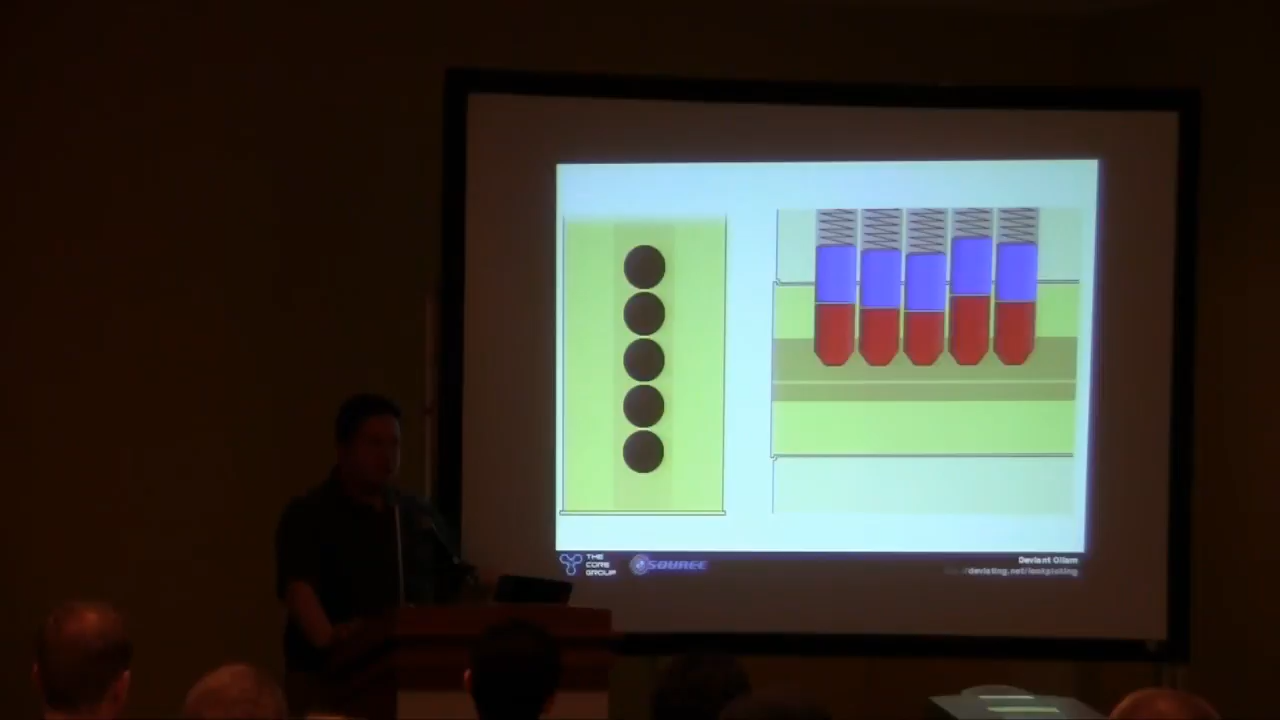 THE
CORE
GROUP
SOURCE
Deviant Ollam
deviating.net/lockpicking